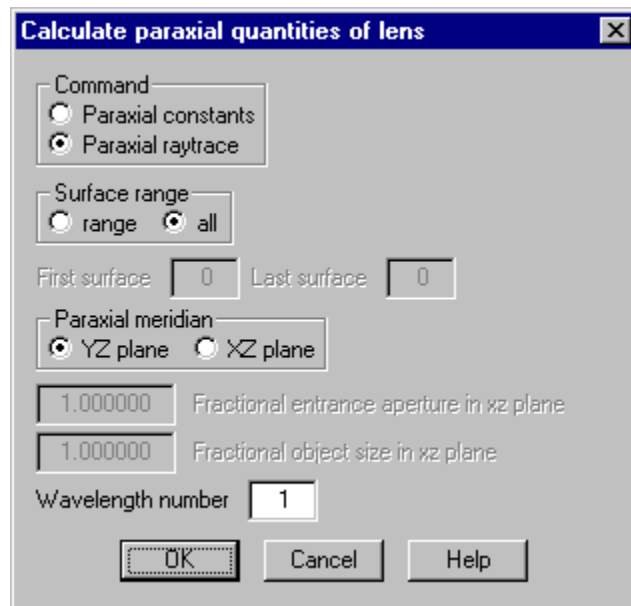 Calculate paraxial quantities of lens
Command
Paraxial constants
Paraxial raytrace
Surface range
range all
First surface 0 Last surface 0
Paraxial meridian
YZ plane XZ plane
1.000000 Fractional entrance aperture in xz plane
1.000000 Fractional object size in xz plane
Wavelength number 1
OK Cancel Help